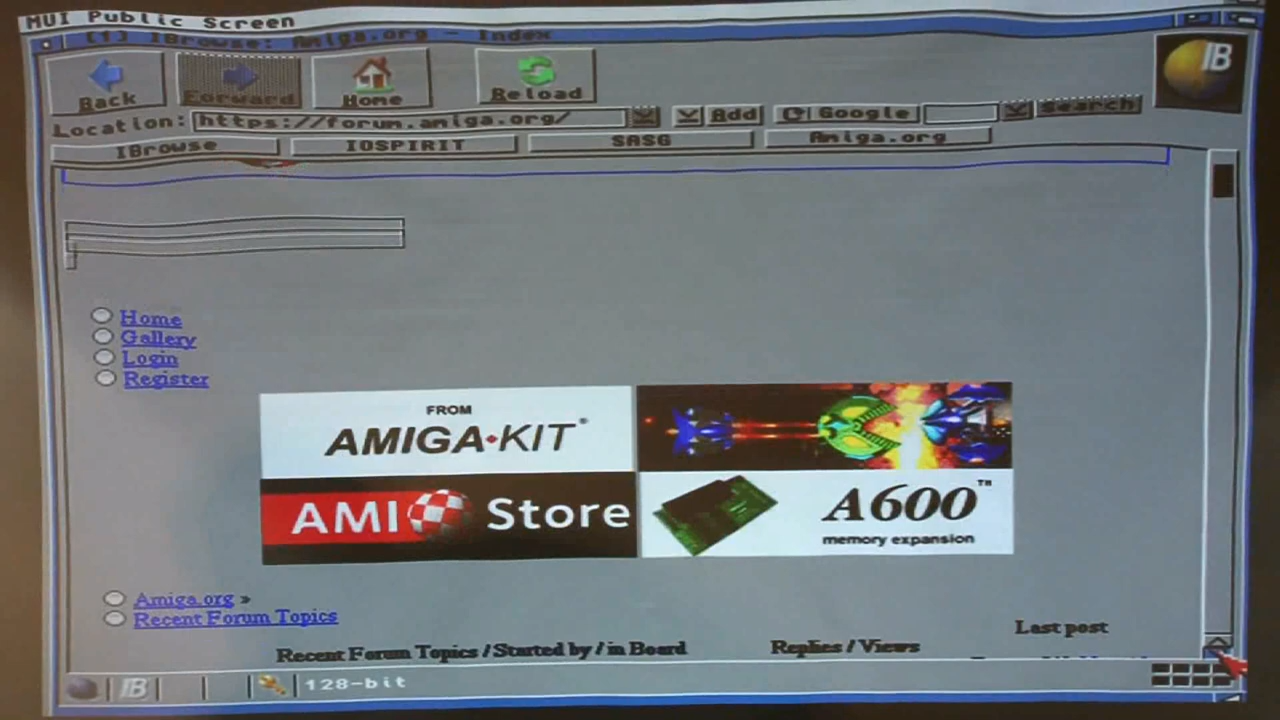 MUI Public Screen
(1) IBrowse: Amiga.org - Index
Back Forward Home Reload
Location: https://forum.amiga.org/ Add G Google Search
IBrowse IOSPIRIT SASG Amiga.org
IB
Home
Gallery
Login
Register
FROM
AMIGA KIT®
AMI Store
A600™
memory expansion
Amiga.org »
Recent Forum Topics
Last post
Recent Forum Topics / Started by / in Board Replies / Views
IB 128-bit